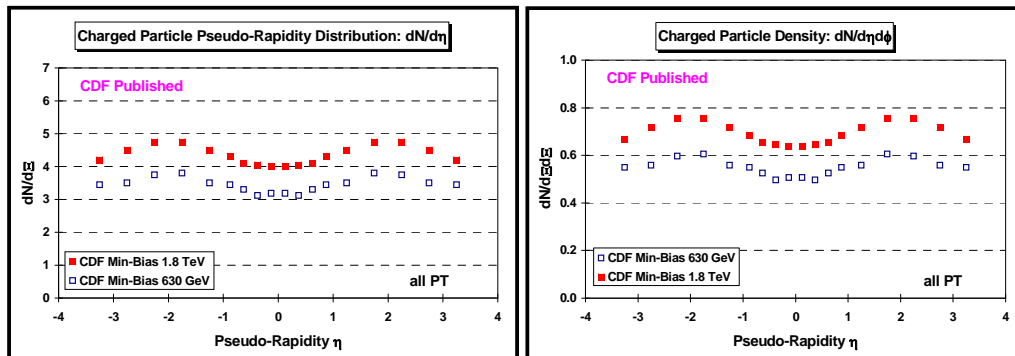 Charged Particle Pseudo-Rapidity Distribution: dN/dη
CDF Published
7
6
5
4
3
2
1
0
dN/dΞ
CDF Min-Bias 1.8 TeV
CDF Min-Bias 630 GeV
all PT
-4 -3 -2 -1 0 1 2 3 4
Pseudo-Rapidity η
Charged Particle Density: dN/dηdϕ
CDF Published
1.0
0.8
0.6
0.4
0.2
0.0
dN/dΞdΞ
CDF Min-Bias 630 GeV
CDF Min-Bias 1.8 TeV
all PT
-4 -3 -2 -1 0 1 2 3 4
Pseudo-Rapidity η